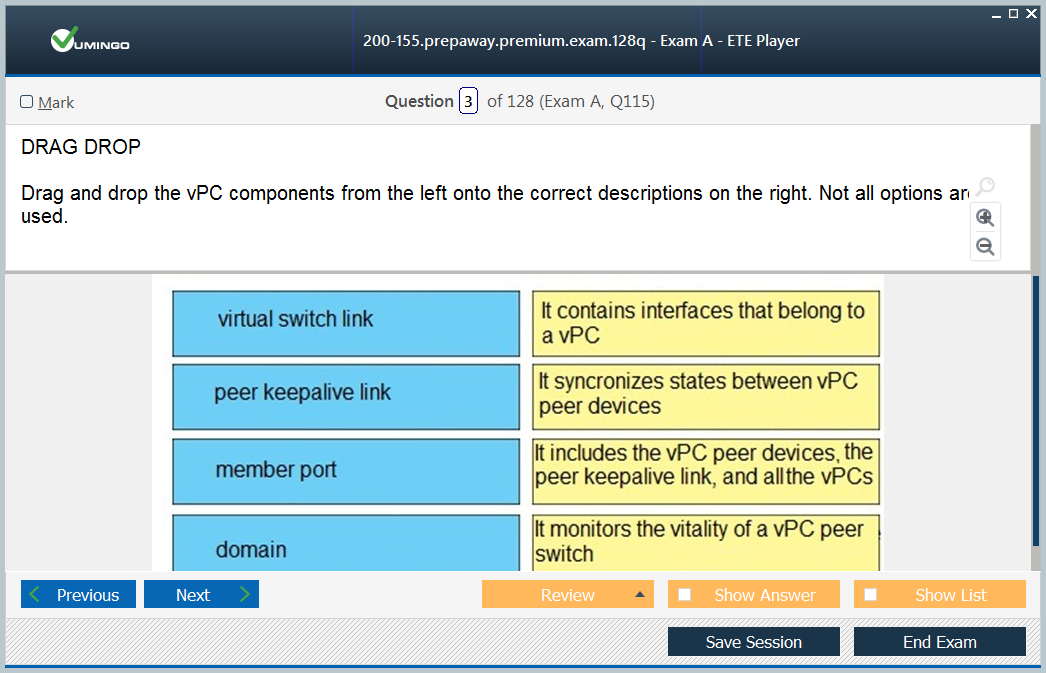 VUMINGO
200-155.prepaway.premium.exam.128q - Exam A - ETE Player
Mark
Question 3 of 128 (Exam A, Q115)
DRAG DROP
Drag and drop the vPC components from the left onto the correct descriptions on the right. Not all options are
used.
virtual switch link
It contains interfaces that belong to
a vPC
peer keepalive link
It syncronizes states between vPC
peer devices
member port
It includes the vPC peer devices, the
peer keepalive link, and all the vPCs
domain
It monitors the vitality of a vPC peer
switch
Previous
Next
Review
Show Answer
Show List
Save Session
End Exam